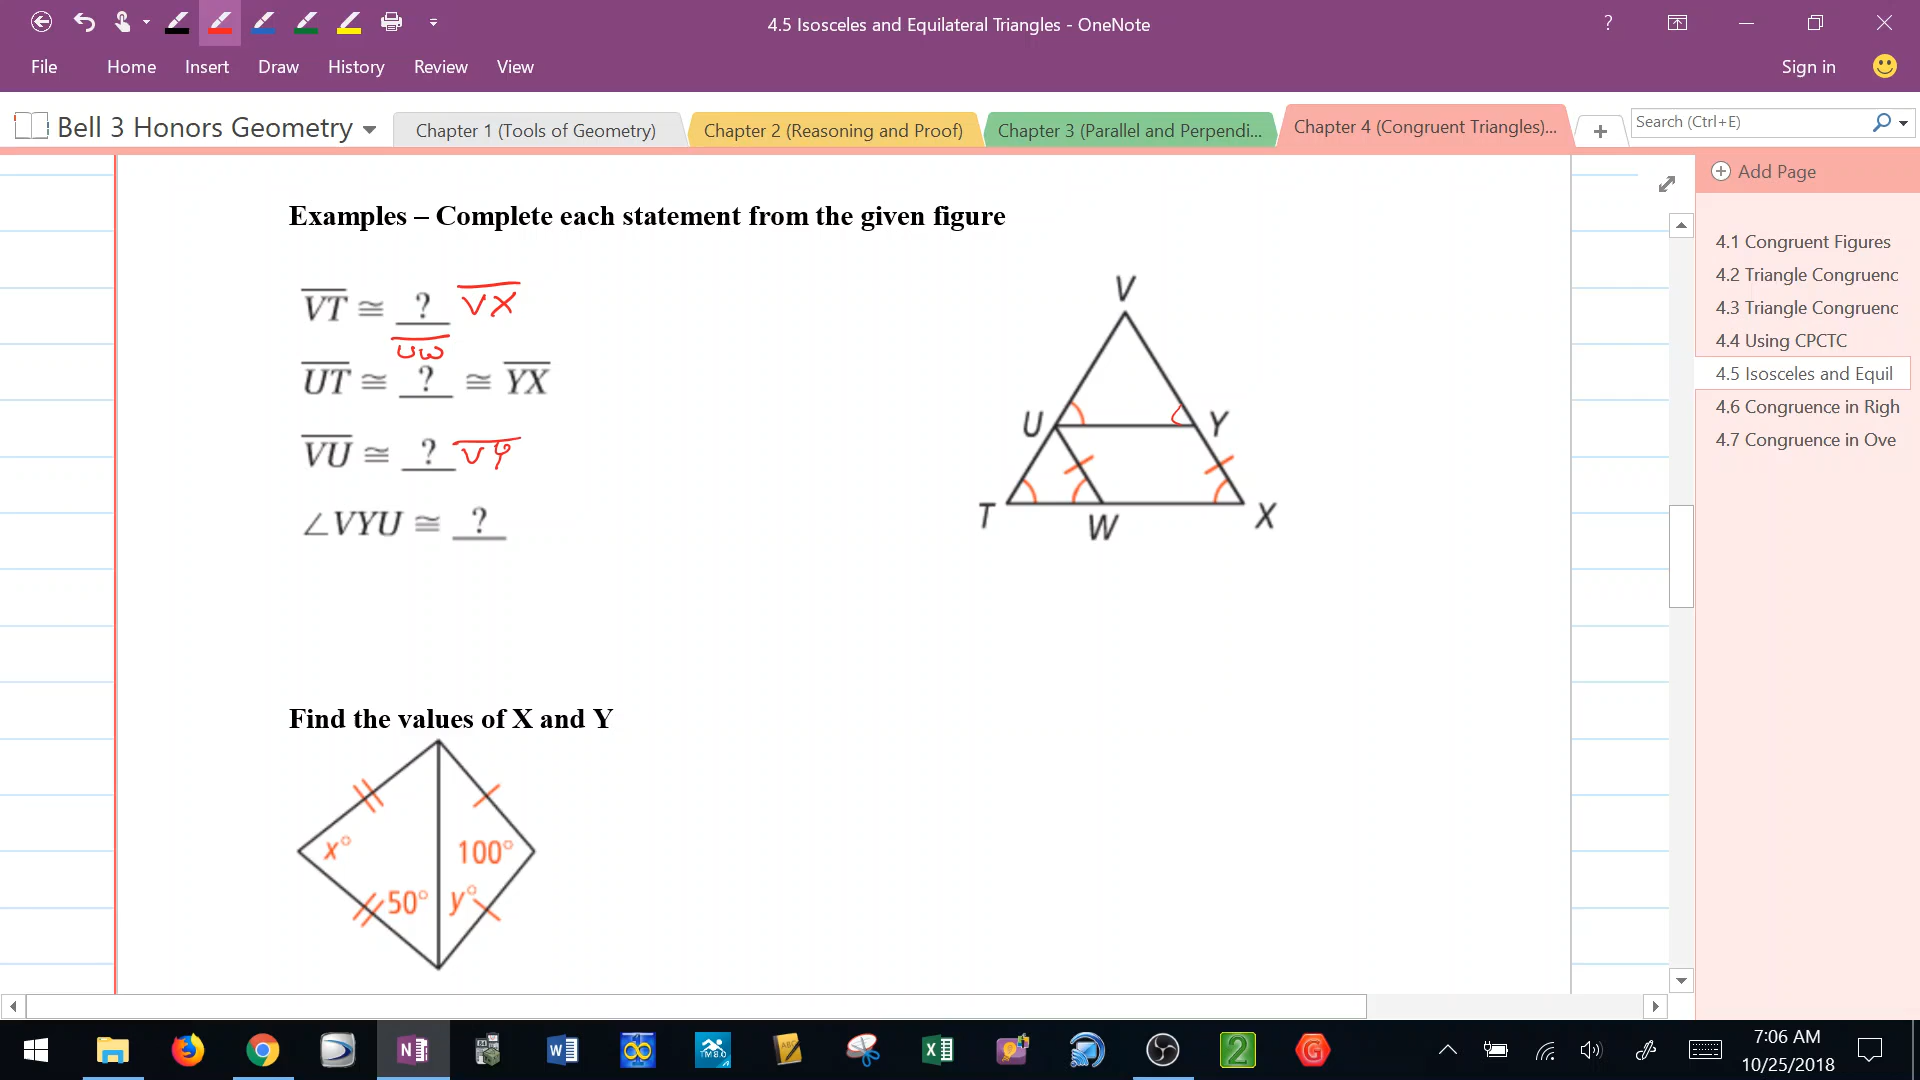 4.5 Isosceles and Equilateral Triangles - OneNote
?
File Home Insert Draw History Review View
Sign in
Bell 3 Honors Geometry
Chapter 1 (Tools of Geometry)
Chapter 2 (Reasoning and Proof)
Chapter 3 (Parallel and Perpendi...
Chapter 4 (Congruent Triangles)...
+
Search (Ctrl+E)
Add Page
4.1 Congruent Figures
4.2 Triangle Congruenc
4.3 Triangle Congruenc
4.4 Using CPCTC
4.5 Isosceles and Equil
4.6 Congruence in Righ
4.7 Congruence in Ove
Examples – Complete each statement from the given figure
VT ≅ ? VX
UW
UT ≅ ? ≅ YX
VU ≅ ? VY
∠VYU ≅ ?
V
U Y
T W X
Find the values of X and Y
x° 100°
50° y°
N
TM 8.0
ABC
2
G
7:06 AM
10/25/2018